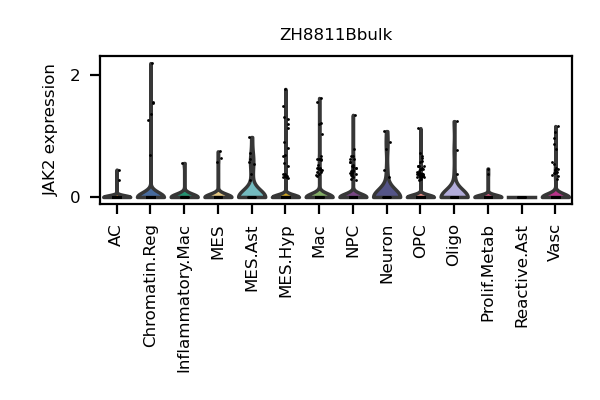 ZH8811Bbulk
JAK2 expression
2
0
AC
Chromatin.Reg
Inflammatory.Mac
MES
MES.Ast
MES.Hyp
Mac
NPC
Neuron
OPC
Oligo
Prolif.Metab
Reactive.Ast
Vasc